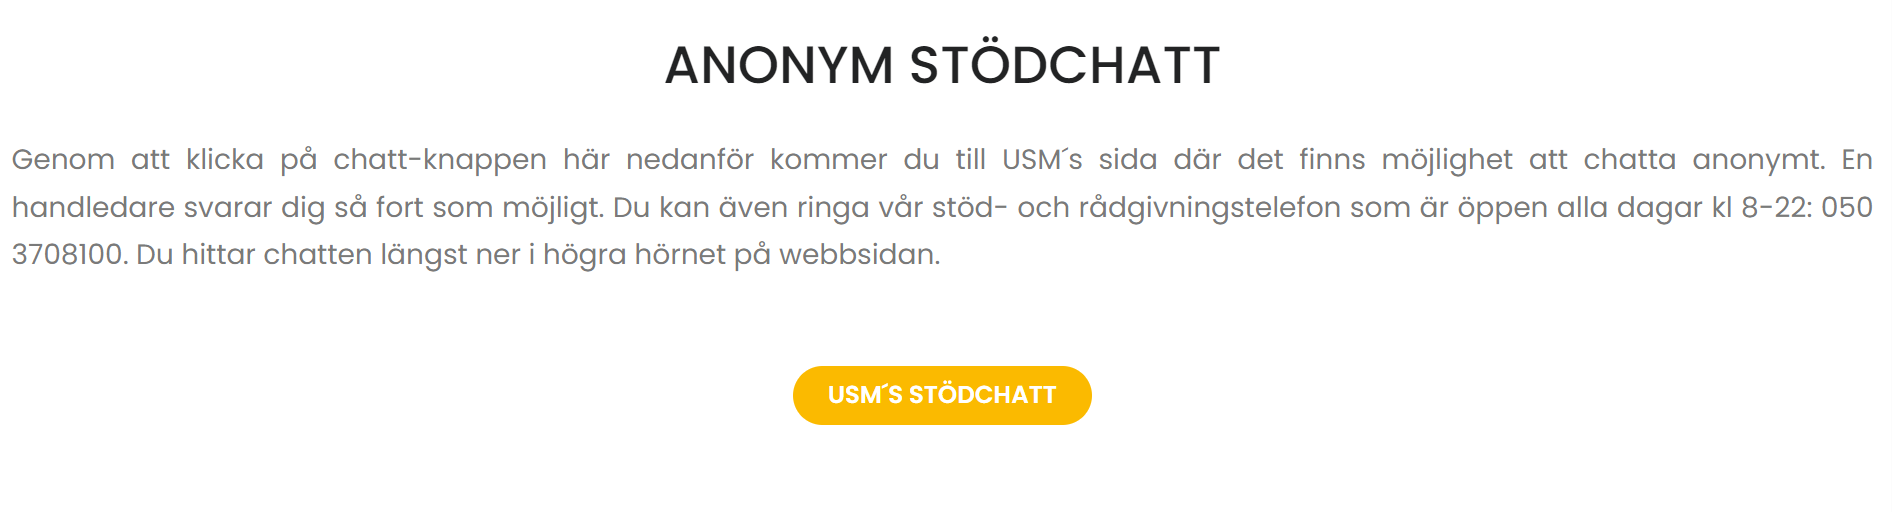 ANONYM STÖDCHATT
Genom att klicka på chatt-knappen här nedanför kommer du till USM´s sida där det finns möjlighet att chatta anonymt. En
handledare svarar dig så fort som möjligt. Du kan även ringa vår stöd- och rådgivningstelefon som är öppen alla dagar kl 8-22: 050
3708100. Du hittar chatten längst ner i högra hörnet på webbsidan.
USM´S STÖDCHATT